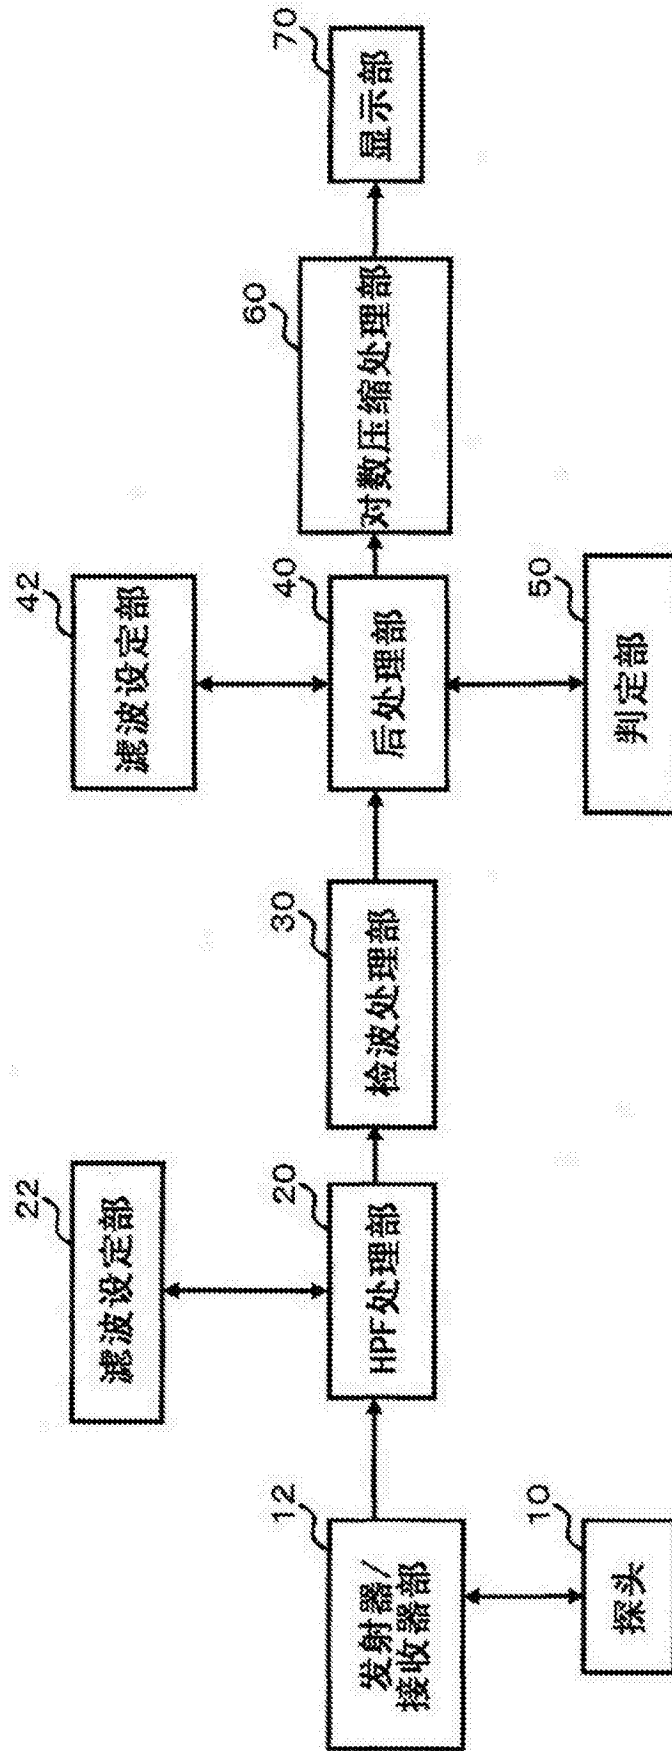 22
滤波设定部
42
滤波设定部
12
发射器/
接收器部
20
HPF处理部
30
检波处理部
40
后处理部
60
对数压缩处理部
70
显示部
10
探头
50
判定部